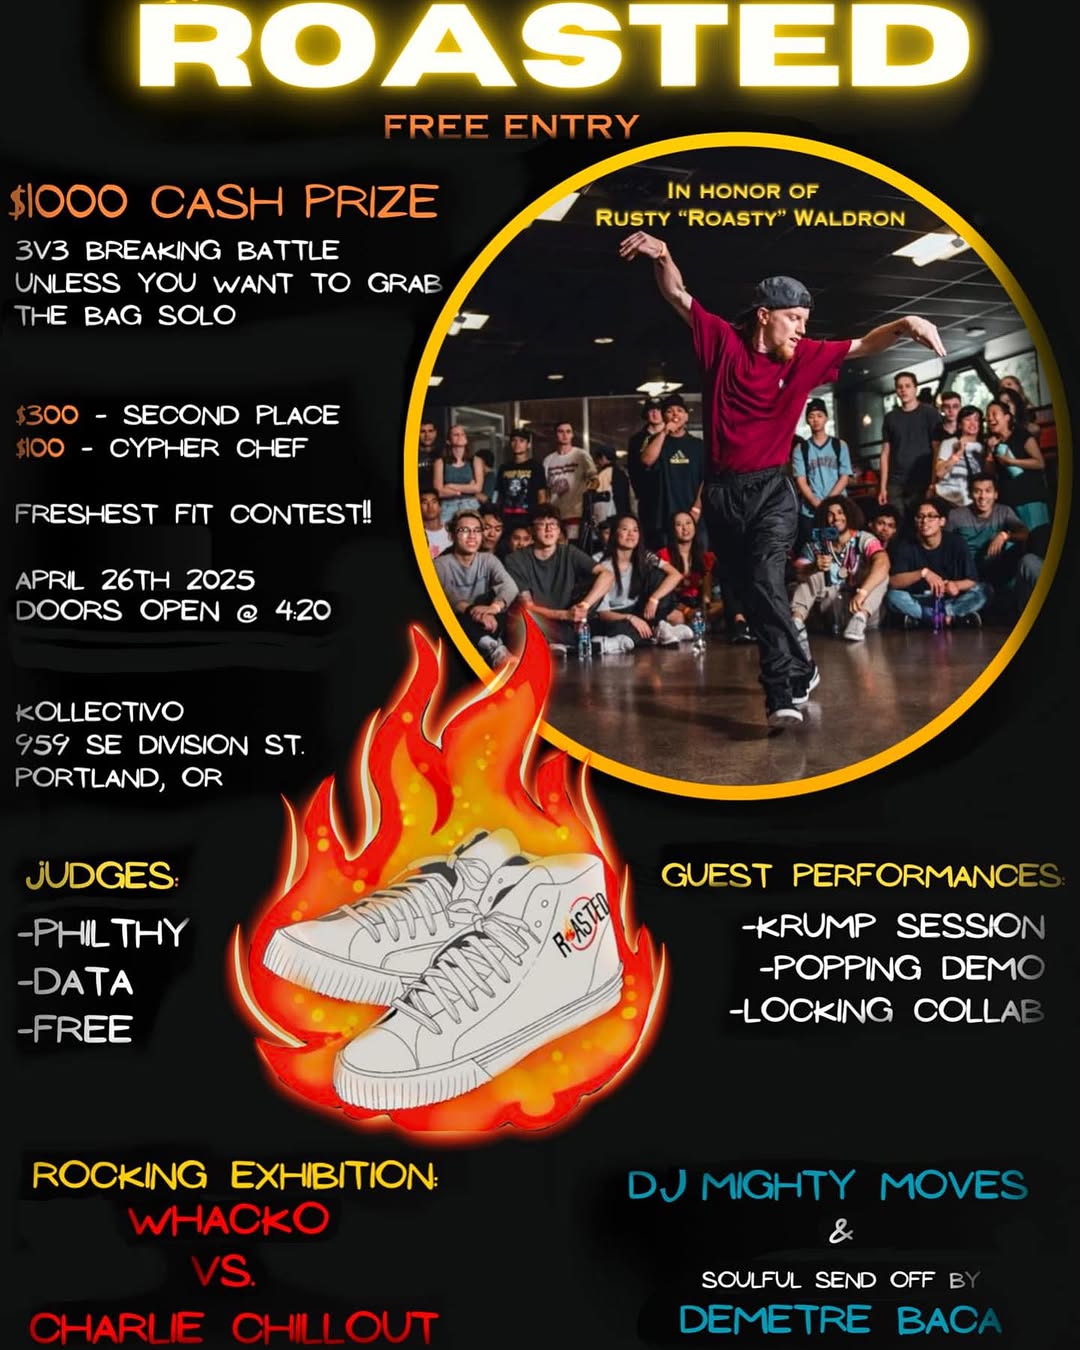 ROASTED
FREE ENTRY
IN HONOR OF
RUSTY "ROASTY" WALDRON
$1000 CASH PRIZE
3V3 BREAKING BATTLE
UNLESS YOU WANT TO GRAB
THE BAG SOLO
$300 - SECOND PLACE
$100 - CYPHER CHEF
FRESHEST FIT CONTEST!!
APRIL 26TH 2025
DOORS OPEN @ 4:20
KOLLECTIVO
959 SE DIVISION ST.
PORTLAND, OR
JUDGES:
-PHILTHY
-DATA
-FREE
ROASTED
GUEST PERFORMANCES:
-KRUMP SESSION
-POPPING DEMO
-LOCKING COLLAB
ROCKING EXHIBITION:
WHACKO
VS.
CHARLIE CHILLOUT
DJ MIGHTY MOVES
&
SOULFUL SEND OFF BY
DEMETRE BACA